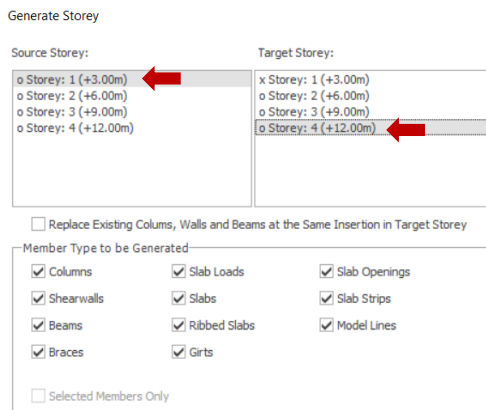 Generate Storey
Source Storey:
Target Storey:
o Storey: 1 (+3.00m)
o Storey: 2 (+6.00m)
o Storey: 3 (+9.00m)
o Storey: 4 (+12.00m)
x Storey: 1 (+3.00m)
o Storey: 2 (+6.00m)
o Storey: 3 (+9.00m)
o Storey: 4 (+12.00m)
Replace Existing Colums, Walls and Beams at the Same Insertion in Target Storey
Member Type to be Generated
Columns
Slab Loads
Slab Openings
Shearwalls
Slabs
Slab Strips
Beams
Ribbed Slabs
Model Lines
Braces
Girts
Selected Members Only